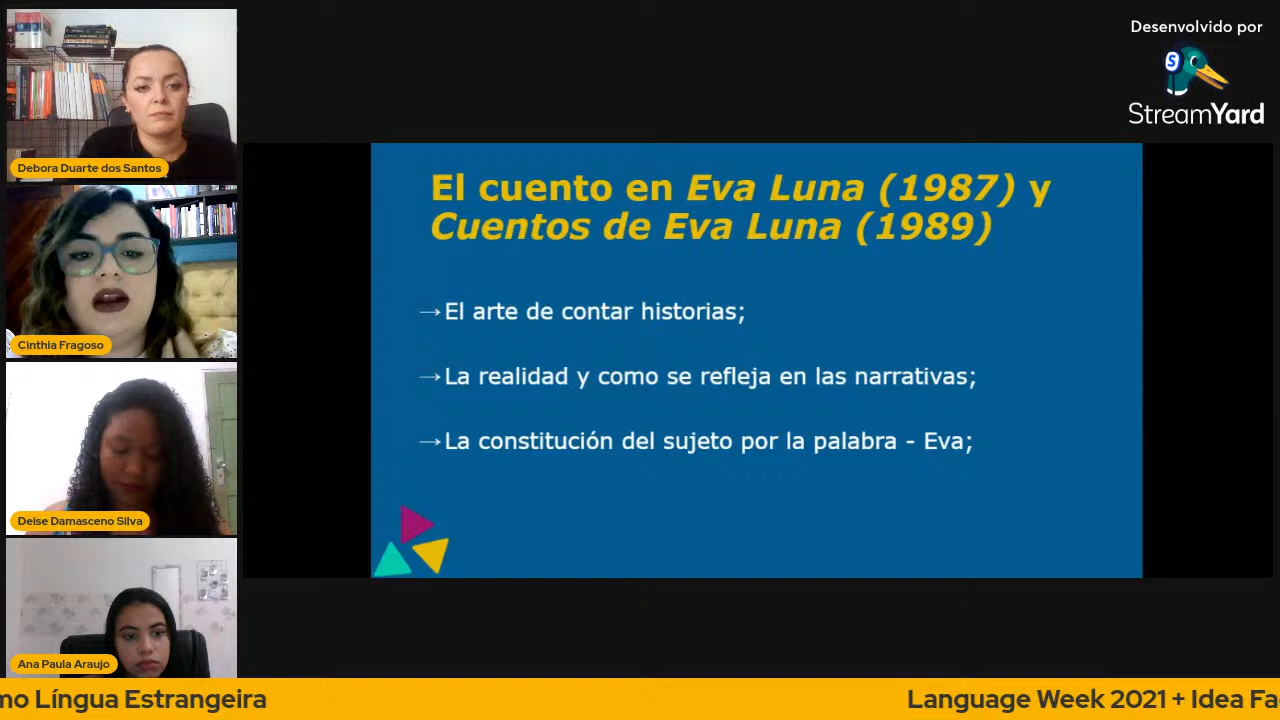 Debora Duarte dos Santos
Cinthia Fragoso
Deise Damasceno Silva
Ana Paula Araujo
Desenvolvido por
StreamYard
El cuento en Eva Luna (1987) y
Cuentos de Eva Luna (1989)
→El arte de contar historias;
→La realidad y como se refleja en las narrativas;
→La constitución del sujeto por la palabra - Eva;
mo Língua Estrangeira
Language Week 2021 + Idea Fa